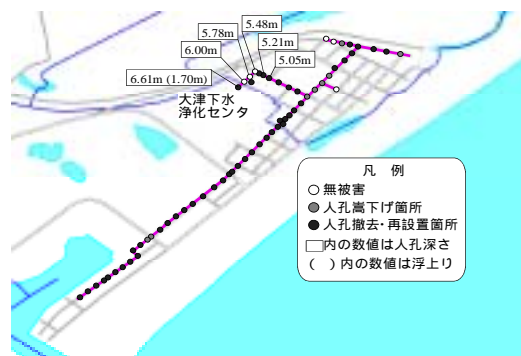 5.48m
5.78m
5.21m
6.00m
5.05m
6.61m (1.70m)
大津下水
浄化センタ
凡 例
無被害
人孔嵩下げ箇所
人孔撤去・再設置箇所
内の数値は人孔深さ
( ) 内の数値は浮上り